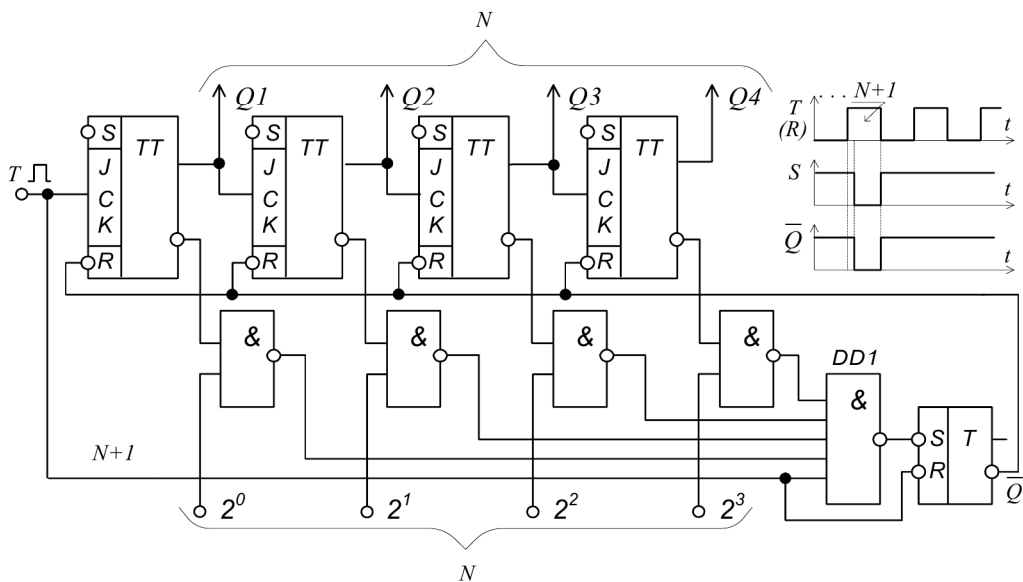 N
Q1 Q2 Q3 Q4
S TT S TT S TT S TT
J J J J
T C C C C
K K K K
R R R R
. . . N+1
T
(R) t
S t
Q̅ t
& & & &
DD1
&
S T
R
Q̅
N+1
2⁰ 2¹ 2² 2³
N